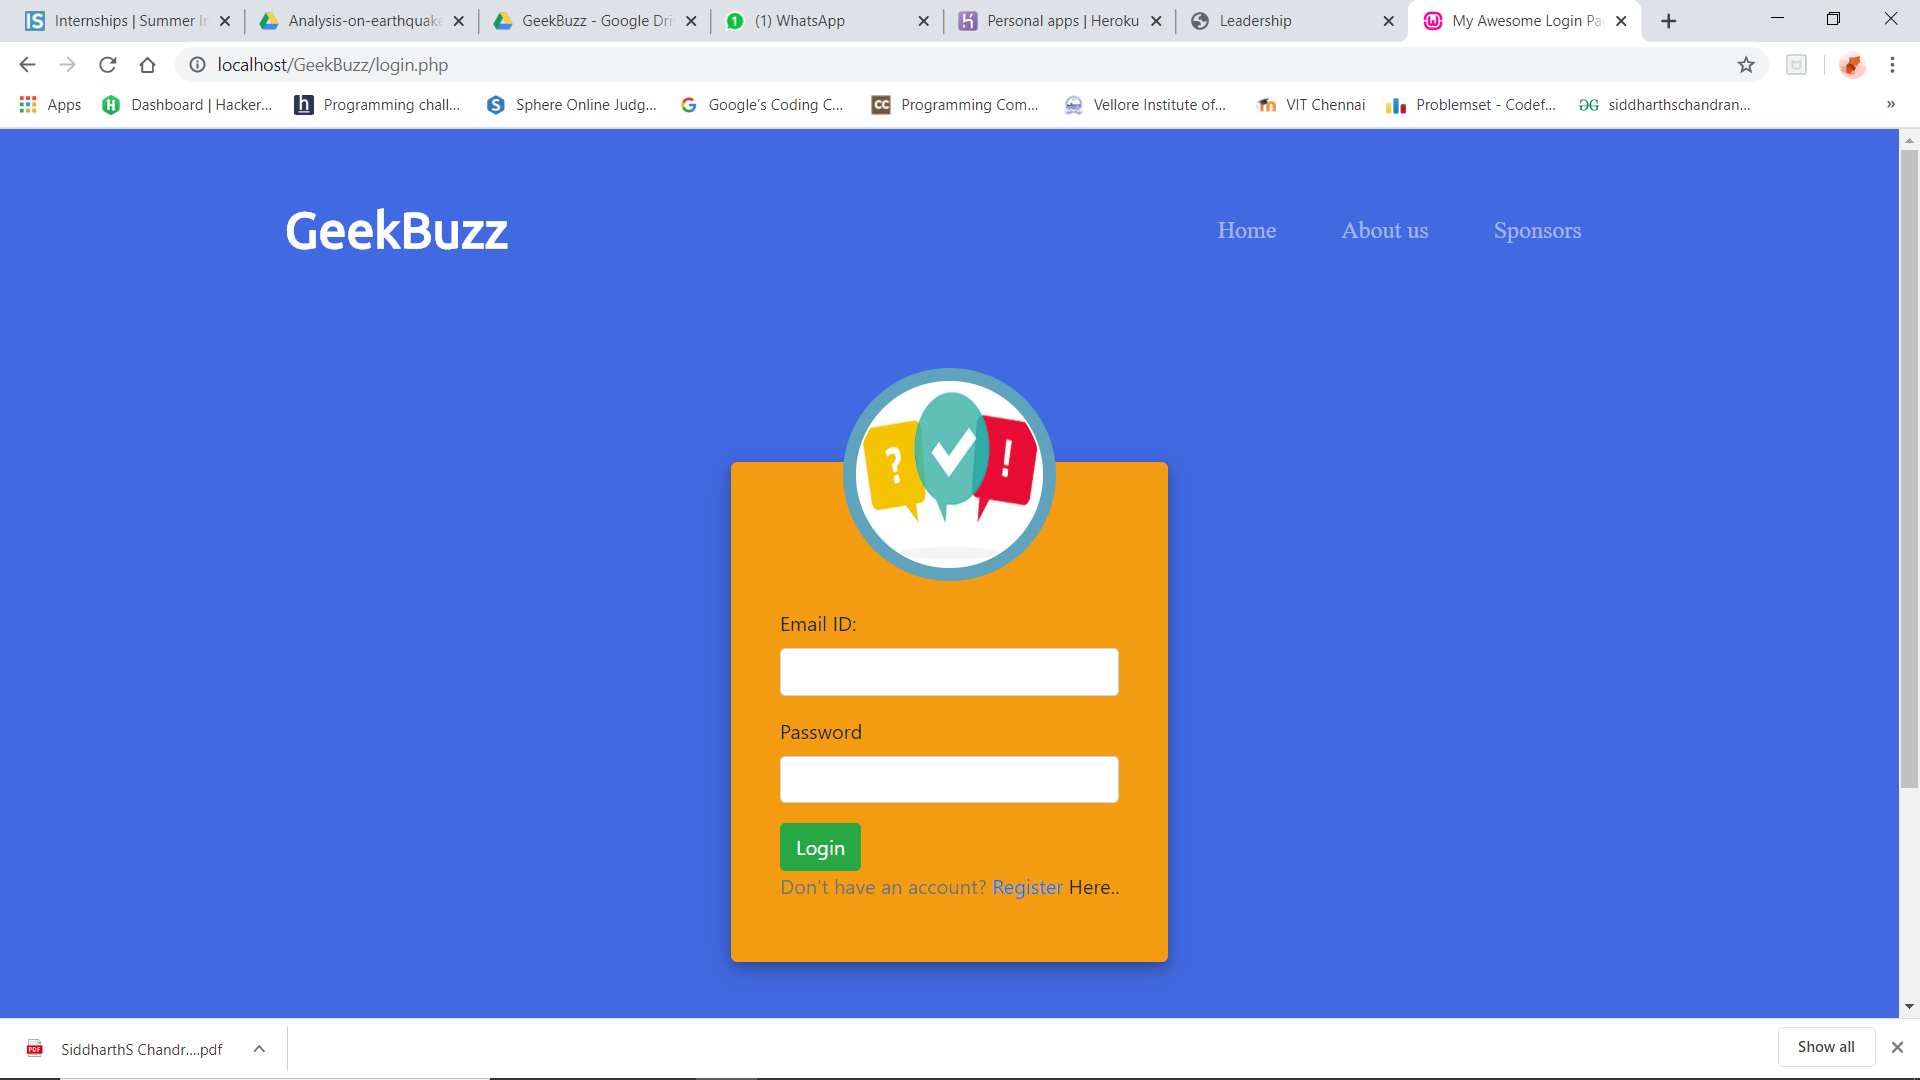 Internships | Summer In
Analysis-on-earthquake
GeekBuzz - Google Dri
(1) WhatsApp
Personal apps | Heroku
Leadership
My Awesome Login Pa
localhost/GeekBuzz/login.php
Apps
Dashboard | Hacker...
Programming chall...
Sphere Online Judg...
Google's Coding C...
Programming Com...
Vellore Institute of...
VIT Chennai
Problemset - Codef...
siddharthschandran...
GeekBuzz
Home
About us
Sponsors
? !
Email ID:
Password
Login
Don't have an account? Register Here..
SiddharthS Chandr....pdf
Show all